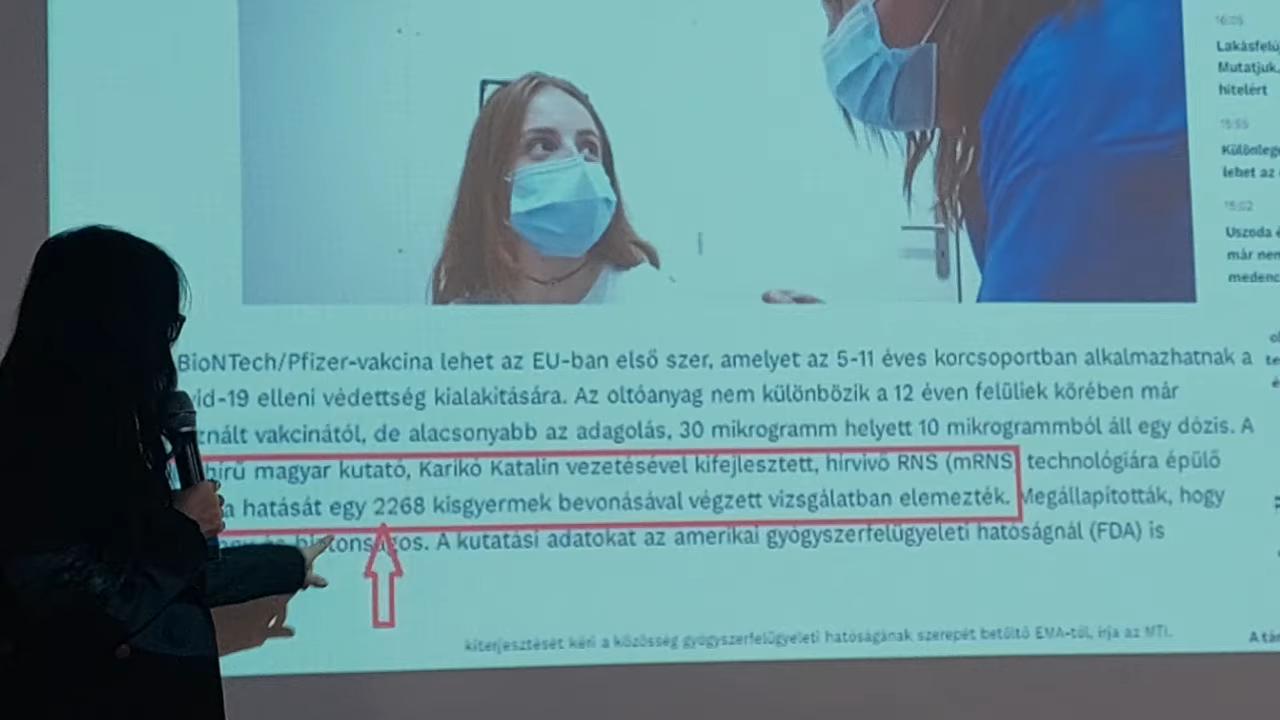 16:05
Lakásfelú
Mutatjuk,
hitelért
15:55
Különlege
lehet az
15:02
Uszoda é
már nem
medenc
BioNTech/Pfizer-vakcina lehet az EU-ban első szer, amelyet az 5-11 éves korcsoportban alkalmazhatnak a
vid-19 elleni védettség kialakítására. Az oltóanyag nem különbözik a 12 éven felüliek körében már
znált vakcinától, de alacsonyabb az adagolás, 30 mikrogramm helyett 10 mikrogrammból áll egy dózis. A
hírű magyar kutató, Karikó Katalin vezetésével kifejlesztett, hírvivő RNS (mRNS) technológiára épülő
a hatását egy 2268 kisgyermek bevonásával végzett vizsgálatban elemezték. Megállapították, hogy
biztonságos. A kutatási adatokat az amerikai gyógyszerfelügyeleti hatóságnál (FDA) is
kiterjesztését kéri a közösség gyógyszerfelügyeleti hatóságának szerepét betöltő EMA-tól, írja az MTI.
A tár